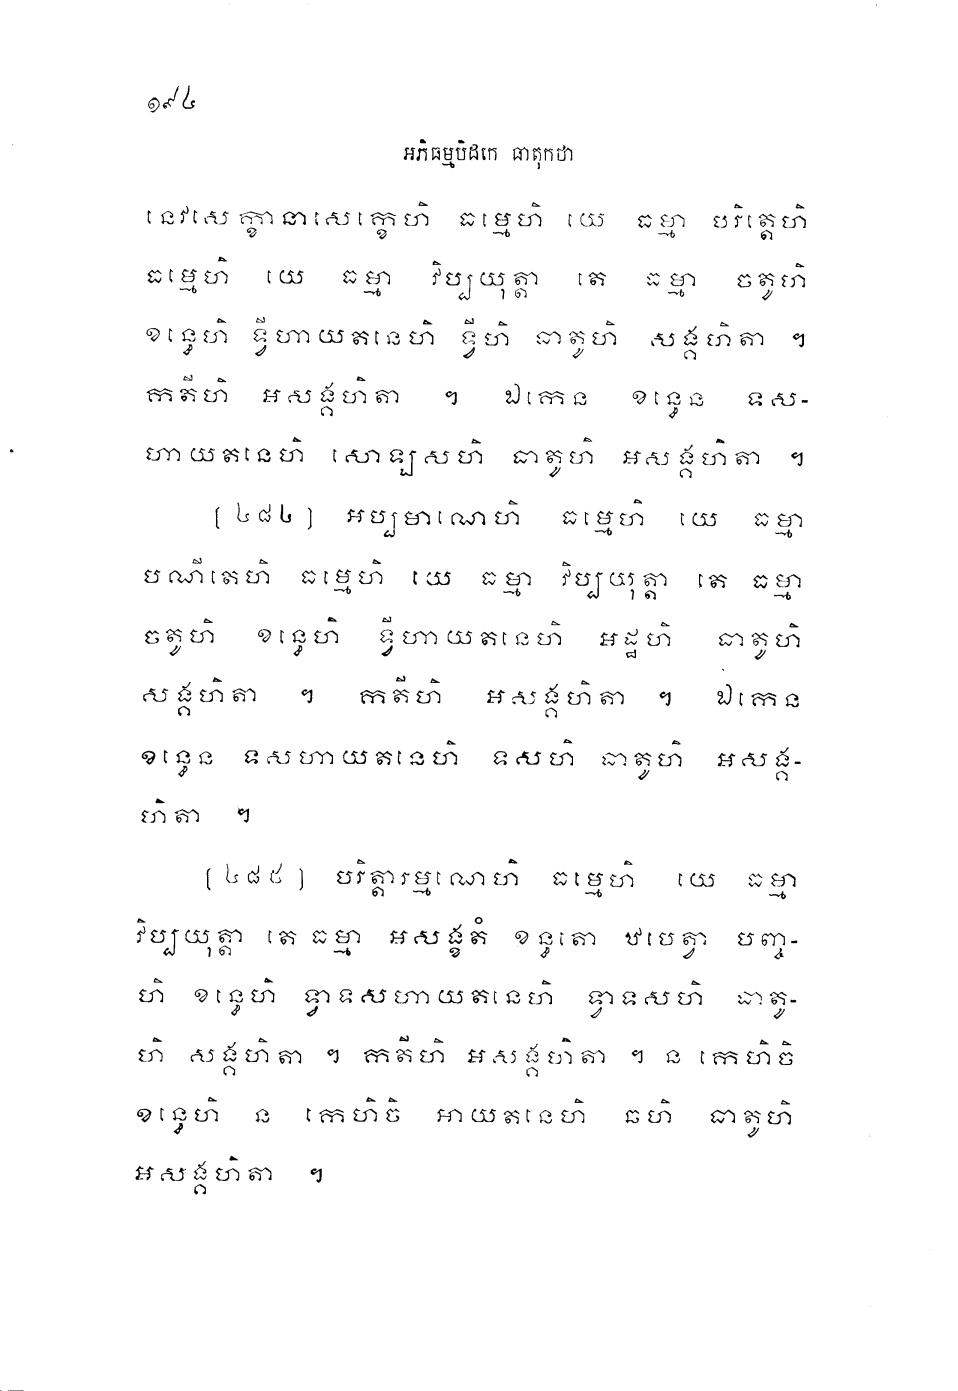 ១៩៤
អភិធម្មបិដកេ ធាតុកថា
នេវសេក្ខានាសេក្ខេហិ ធម្មេហិ យេ ធម្មា បរិត្តេហិ
ធម្មេហិ យេ ធម្មា វិប្បយុត្តា តេ ធម្មា ចតូហិ
ខន្ធេហិ ទ្វីហាយតនេហិ ទ្វីហិ ធាតូហិ សង្គហិតា ។
កតីហិ អសង្គហិតា ។ ឯកេន ខន្ធេន ទស-
ហាយតនេហិ សោឡសហិ ធាតូហិ អសង្គហិតា ។
[ ៤៨៤ ] អប្បមាណេហិ ធម្មេហិ យេ ធម្មា
បណីតេហិ ធម្មេហិ យេ ធម្មា វិប្បយុត្តា តេ ធម្មា
ចតូហិ ខន្ធេហិ ទ្វីហាយតនេហិ អដ្ឋហិ ធាតូហិ
សង្គហិតា ។ កតីហិ អសង្គហិតា ។ ឯកេន
ខន្ធេន ទសហាយតនេហិ ទសហិ ធាតូហិ អសង្គ-
ហិតា ។
[ ៤៨៥ ] បរិត្តារម្មណេហិ ធម្មេហិ យេ ធម្មា
វិប្បយុត្តា តេ ធម្មា អសង្ខតំ ខន្ធតោ ឋបេត្វា បញ្ច-
ហិ ខន្ធេហិ ទ្វាទសហាយតនេហិ ទ្វាទសហិ ធាតូ-
ហិ សង្គហិតា ។ កតីហិ អសង្គហិតា ។ ន កេហិចិ
ខន្ធេហិ ន កេហិចិ អាយតនេហិ ឆហិ ធាតូហិ
អសង្គហិតា ។